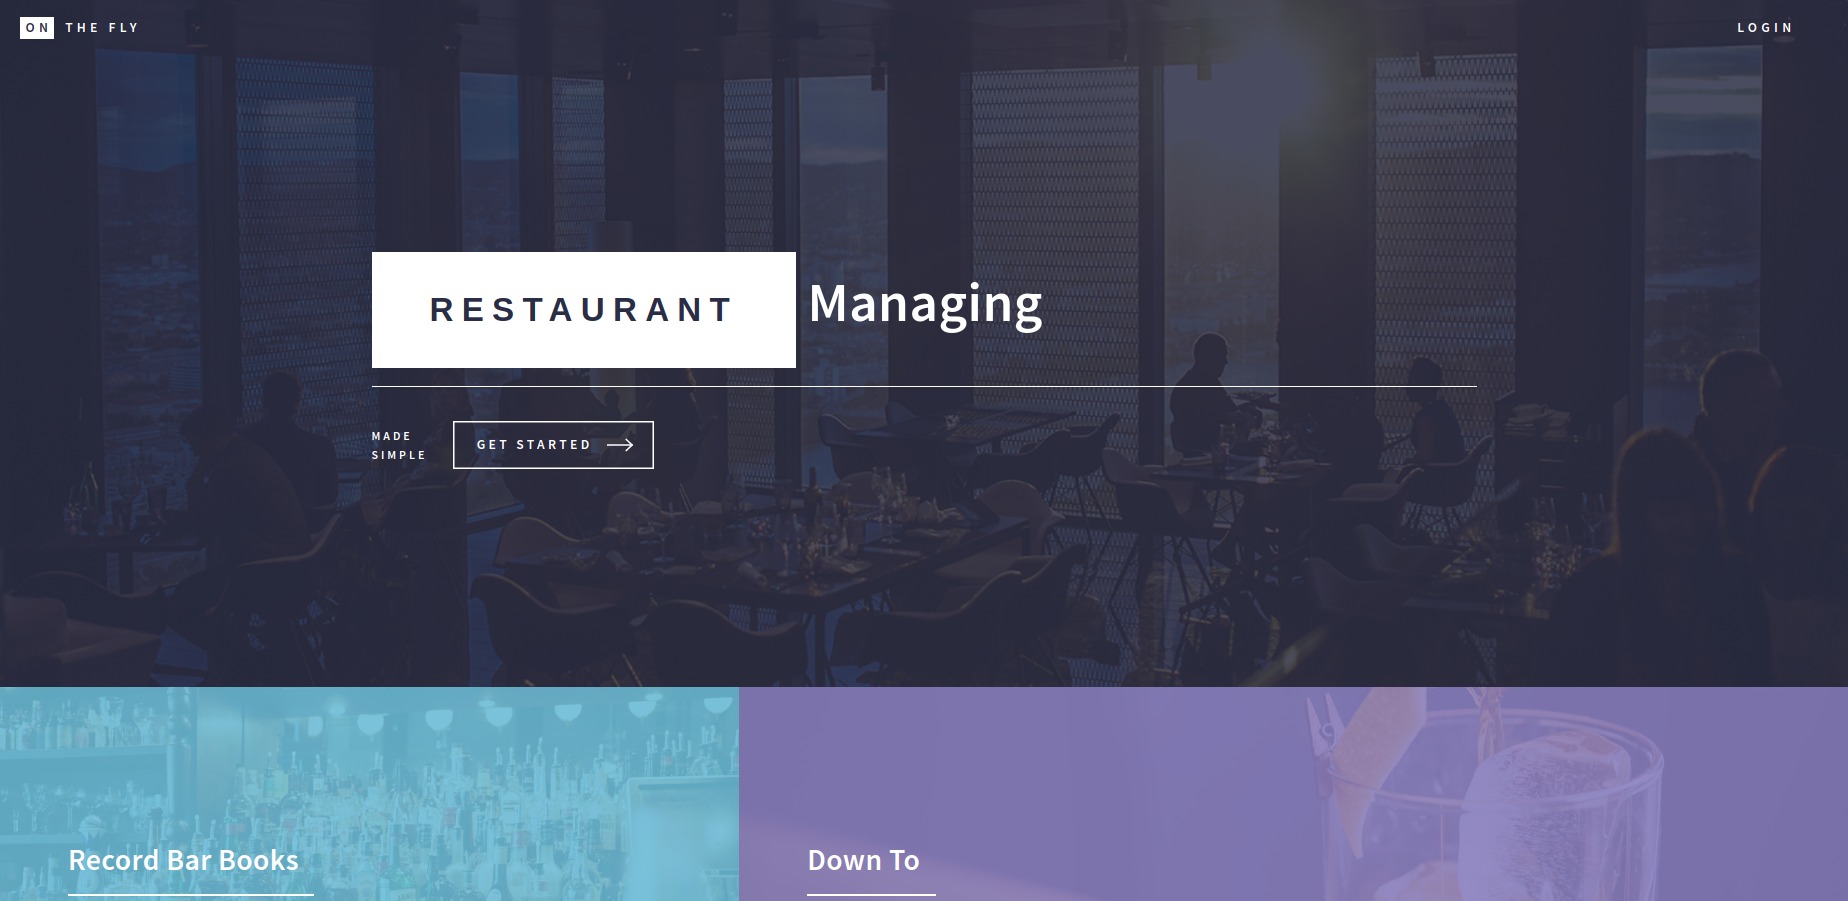 ON THE FLY
LOGIN
RESTAURANT Managing
MADE
SIMPLE
GET STARTED
Record Bar Books
Down To